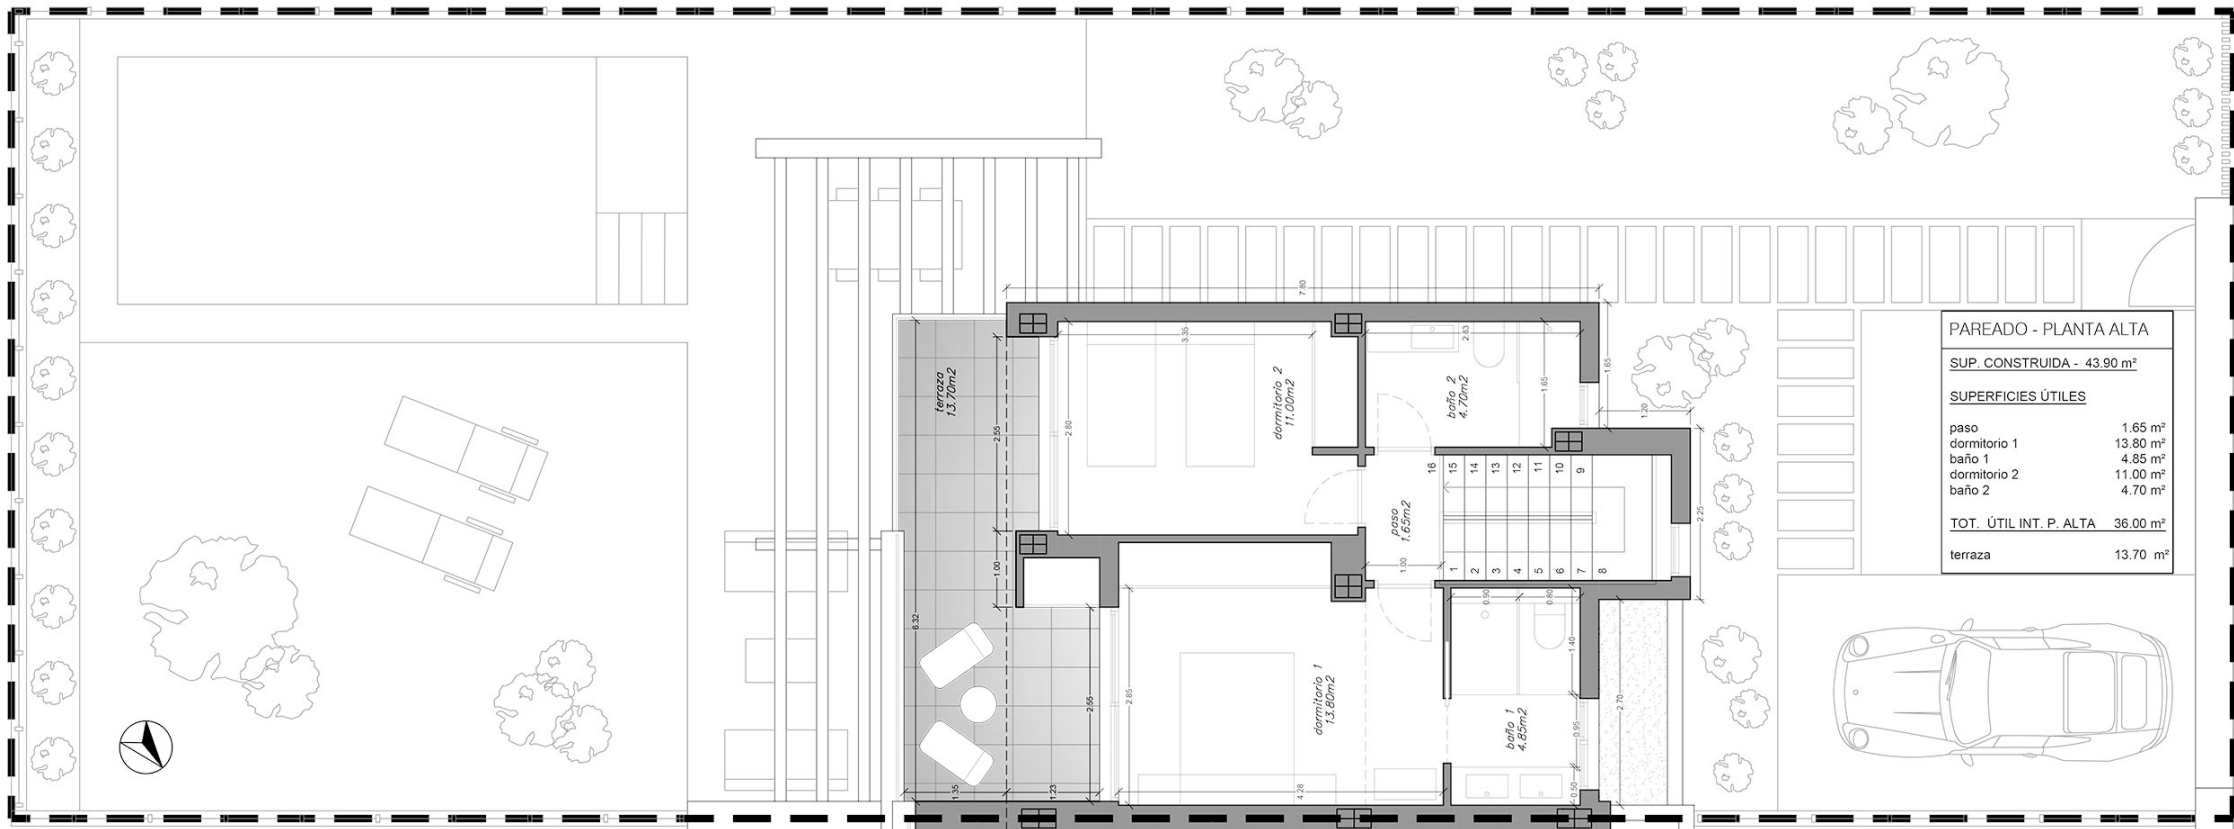 7.80
terraza
13.70m2
6.32
2.55
1.00
2.80
3.35
dormitorio 2
11.00m2
2.83
baño 2
4.70m2
1.65
1.65
1.20
2.25
16
15
14
13
12
11
10
9
paso
1.65m2
1.00
1
2
3
4
5
6
7
8
0.90
0.80
1.40
2.70
2.55
2.85
dormitorio 1
13.80m2
baño 1
4.85m2
0.95
0.50
1.35
1.23
4.28
PAREADO - PLANTA ALTA
SUP. CONSTRUIDA - 43.90 m²
SUPERFICIES ÚTILES
paso 1.65 m²
dormitorio 1 13.80 m²
baño 1 4.85 m²
dormitorio 2 11.00 m²
baño 2 4.70 m²
TOT. ÚTIL INT. P. ALTA 36.00 m²
terraza 13.70 m²